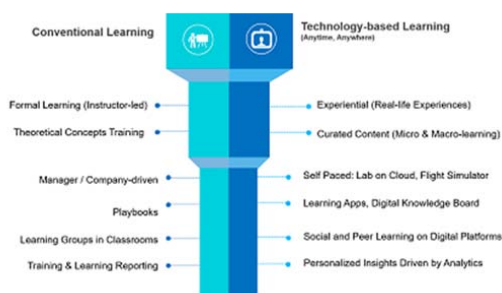 Conventional Learning
Technology-based Learning
(Anytime, Anywhere)
Formal Learning (Instructor-led)
Experiential (Real-life Experiences)
Theoretical Concepts Training
Curated Content (Micro & Macro-learning)
Manager / Company-driven
Self Paced: Lab on Cloud, Flight Simulator
Playbooks
Learning Apps, Digital Knowledge Board
Learning Groups in Classrooms
Social and Peer Learning on Digital Platforms
Training & Learning Reporting
Personalized Insights Driven by Analytics